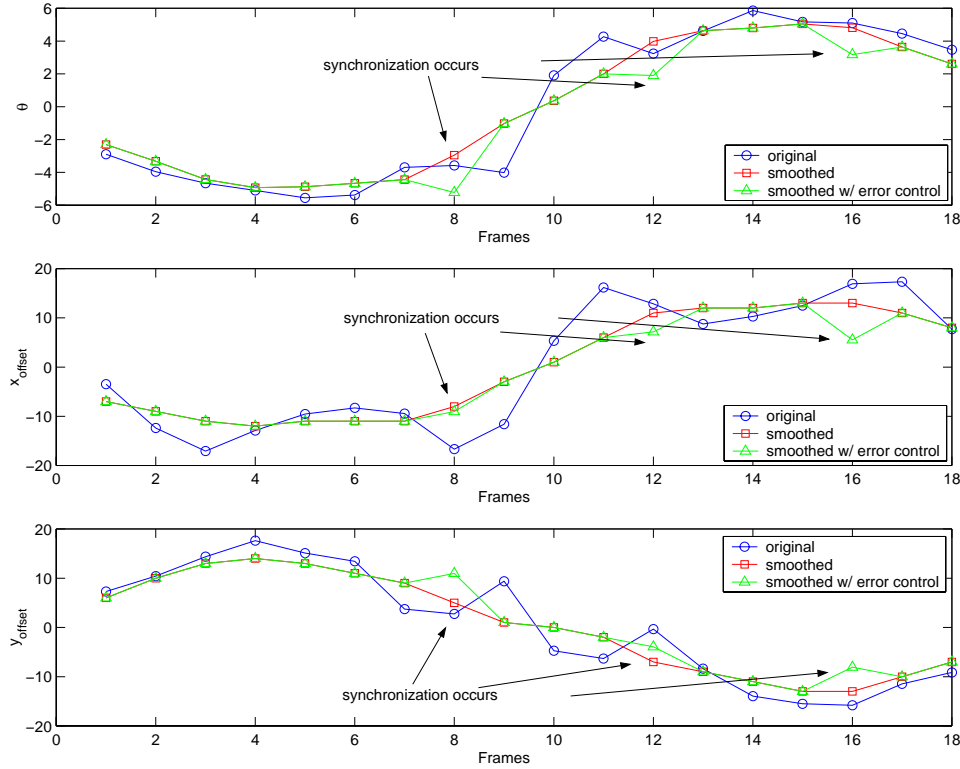 6
4
2
0
−2
−4
−6
θ
synchronization occurs
original
smoothed
smoothed w/ error control
0 2 4 6 8 10 12 14 16 18
Frames
20
10
0
−10
−20
x_offset
synchronization occurs
original
smoothed
smoothed w/ error control
0 2 4 6 8 10 12 14 16 18
Frames
20
10
0
−10
−20
y_offset
original
smoothed
smoothed w/ error control
synchronization occurs
0 2 4 6 8 10 12 14 16 18
Frames